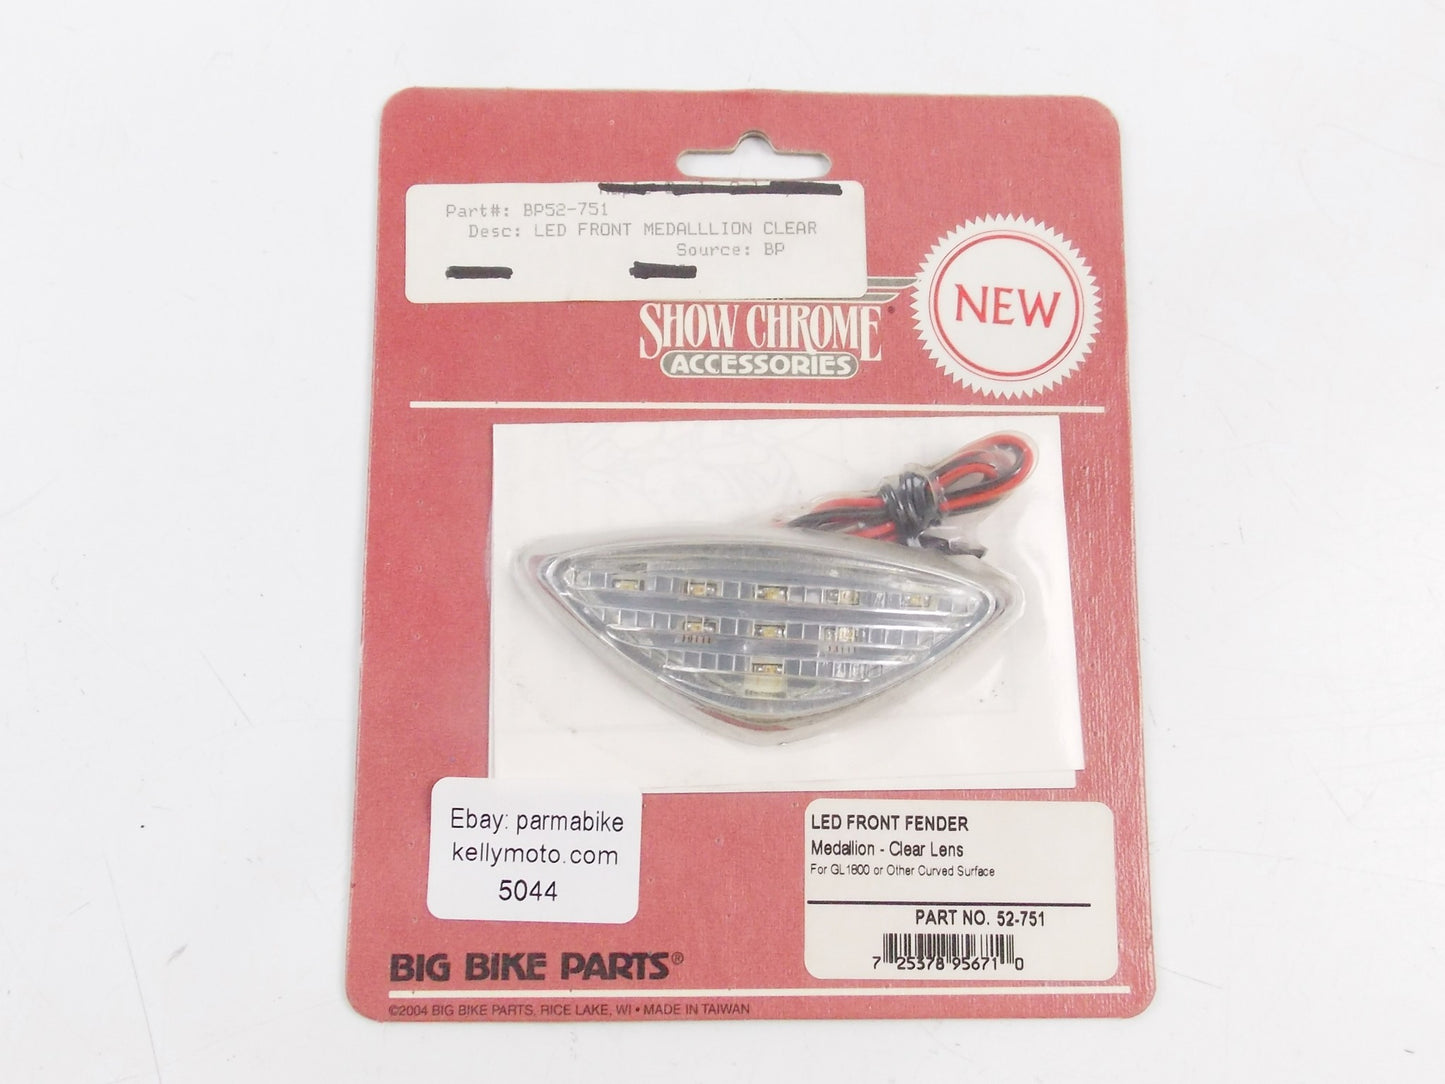 Part#: BP52-751
Desc: LED FRONT MEDALLLION CLEAR
Source: BP
SHOW CHROME
ACCESSORIES
NEW
Ebay: parmabike
kellymoto.com
5044
LED FRONT FENDER
Medallion - Clear Lens
For GL1800 or Other Curved Surface
PART NO. 52-751
7 25378 95671 0
BIG BIKE PARTS®
©2004 BIG BIKE PARTS, RICE LAKE, WI • MADE IN TAIWAN